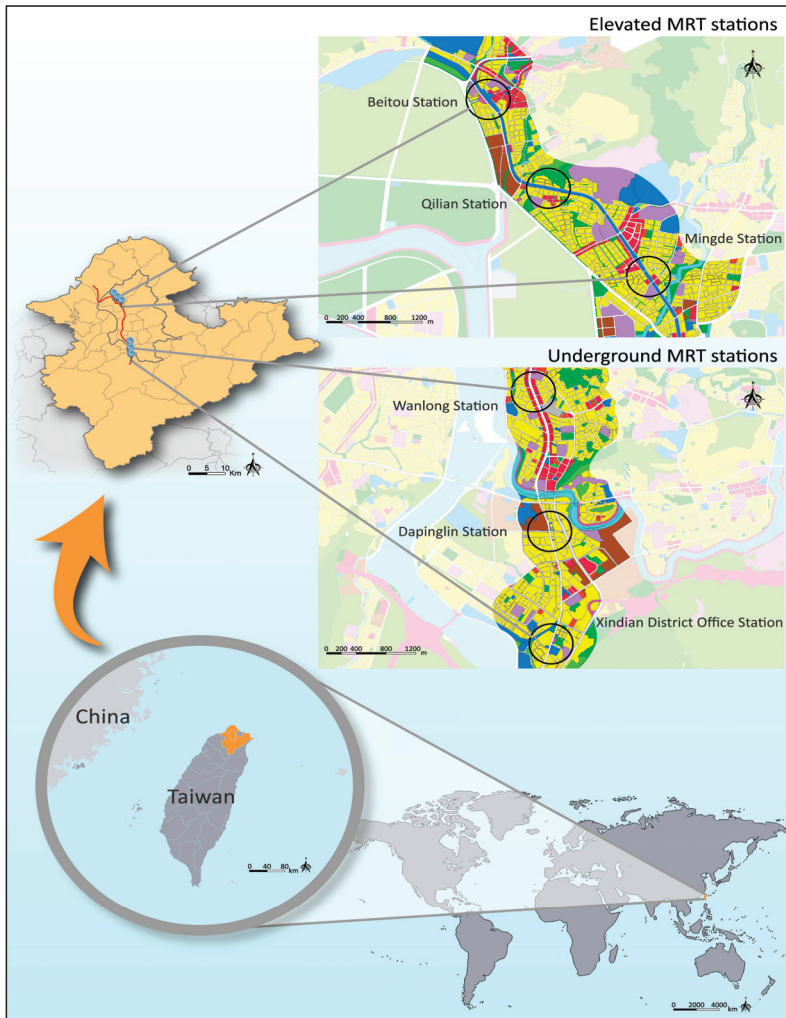 Elevated MRT stations
Beitou Station
Qilian Station
Mingde Station
0 200 400 800 1200
m
Underground MRT stations
Wanlong Station
Dapinglin Station
Xindian District Office Station
0 200 400 800 1200
m
0 5 10
Km
China
Taiwan
0 40 80
km
0 2000 4000
km